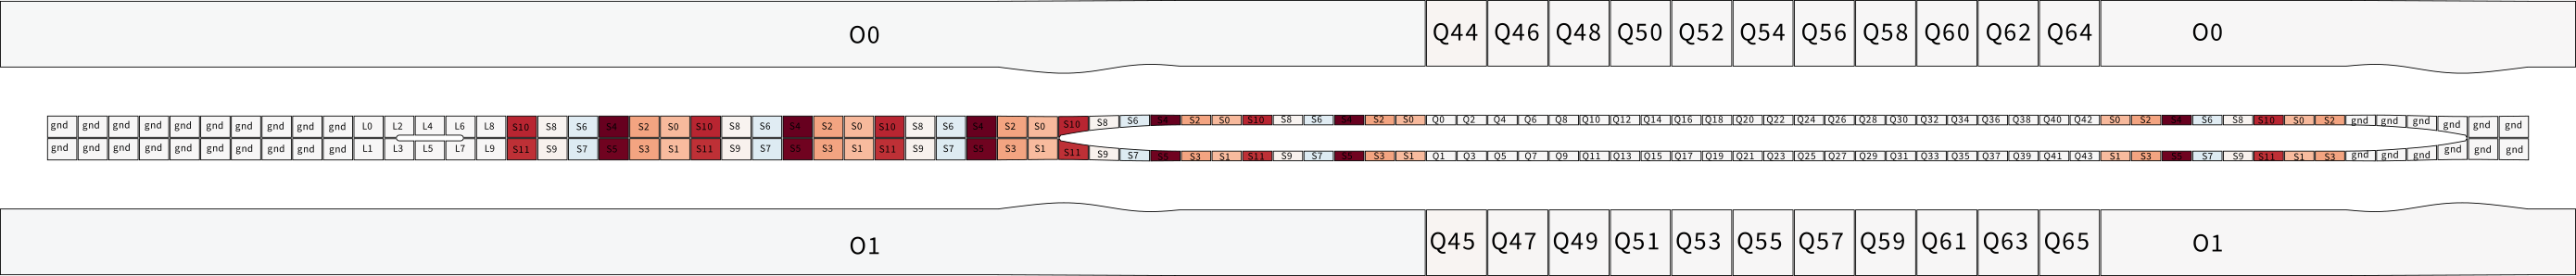 O0 Q44 Q46 Q48 Q50 Q52 Q54 Q56 Q58 Q60 Q62 Q64 O0
gnd gnd gnd gnd gnd gnd gnd gnd gnd gnd L0 L2 L4 L6 L8 S10 S8 S6 S4 S2 S0 S10 S8 S6 S4 S2 S0 S10 S8 S6 S4 S2 S0 S10 S8 S6 S4 S2 S0 S10 S8 S6 S4 S2 S0 Q0 Q2 Q4 Q6 Q8 Q10 Q12 Q14 Q16 Q18 Q20 Q22 Q24 Q26 Q28 Q30 Q32 Q34 Q36 Q38 Q40 Q42 S0 S2 S4 S6 S8 S10 S0 S2 gnd gnd gnd gnd gnd gnd
gnd gnd gnd gnd gnd gnd gnd gnd gnd gnd L1 L3 L5 L7 L9 S11 S9 S7 S5 S3 S1 S11 S9 S7 S5 S3 S1 S11 S9 S7 S5 S3 S1 S11 S9 S7 S5 S3 S1 S11 S9 S7 S5 S3 S1 Q1 Q3 Q5 Q7 Q9 Q11 Q13 Q15 Q17 Q19 Q21 Q23 Q25 Q27 Q29 Q31 Q33 Q35 Q37 Q39 Q41 Q43 S1 S3 S5 S7 S9 S11 S1 S3 gnd gnd gnd gnd gnd gnd
O1 Q45 Q47 Q49 Q51 Q53 Q55 Q57 Q59 Q61 Q63 Q65 O1